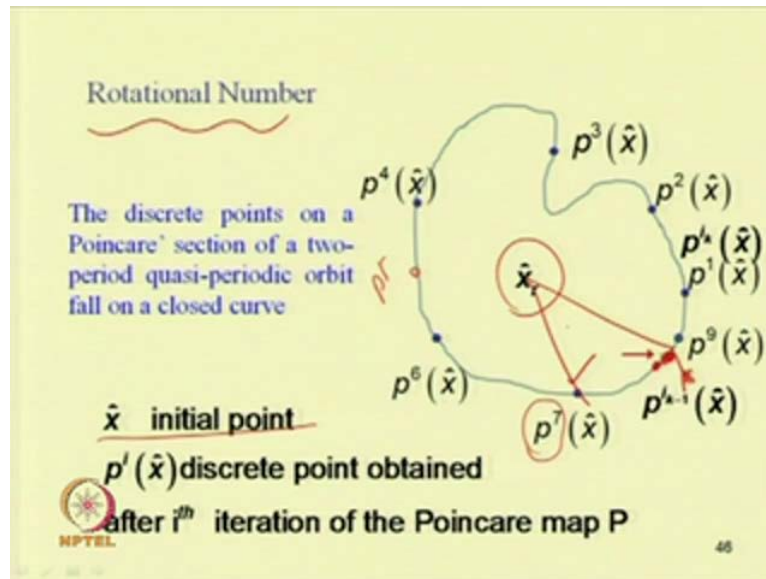 Rotational Number
p³(x̂)
p⁴(x̂)
p²(x̂)
The discrete points on a
Poincare` section of a two-
period quasi-periodic orbit
fall on a closed curve
p¹(x̂)
x̂
p⁹(x̂)
p⁶(x̂)
p⁷(x̂)
x̂ initial point
pⁱ(x̂) discrete point obtained
after iᵗʰ iteration of the Poincare map P
NPTEL
46